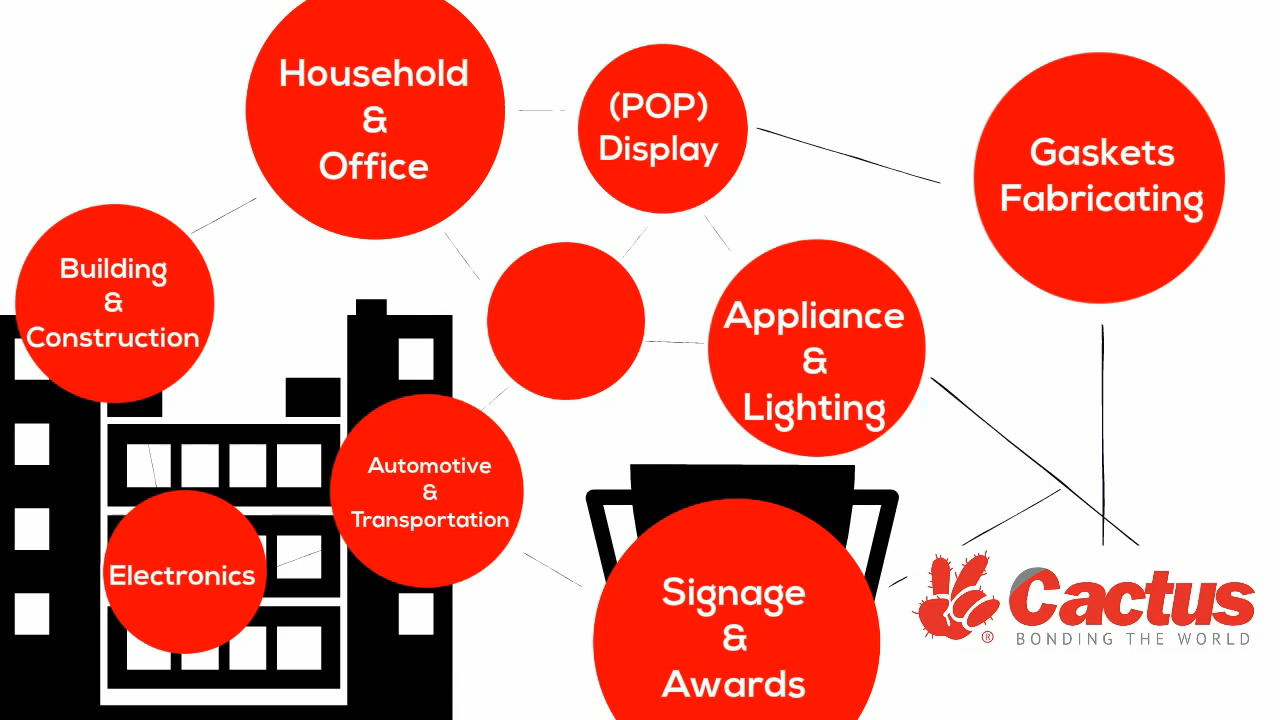 Household
&
Office
(POP)
Display
Gaskets
Fabricating
Building
&
Construction
Appliance
&
Lighting
Automotive
&
Transportation
Electronics
Signage
&
Awards
Cactus
®
BONDING THE WORLD